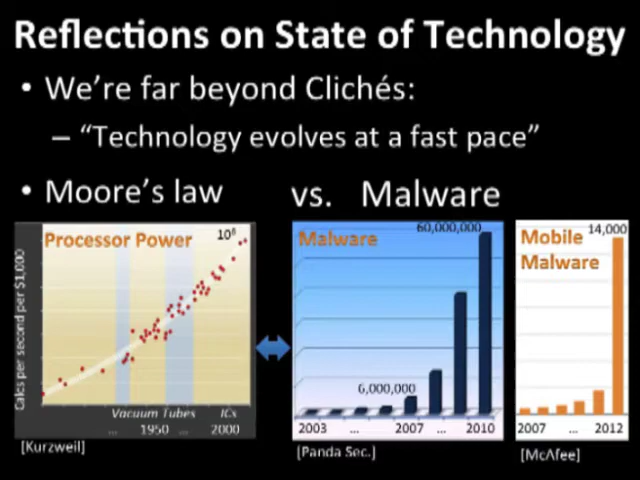 Reflections on State of Technology
• We're far beyond Clichés:
– "Technology evolves at a fast pace"
• Moore's law vs. Malware
Processor Power
10⁸
Calcs per second per $1,000
Vacuum Tubes ICs
... 1950 ... 2000
[Kurzweil]
Malware
60,000,000
6,000,000
2003 ... 2007 ... 2010
[Panda Sec.]
Mobile
Malware
14,000
2007 ... 2012
[McAfee]